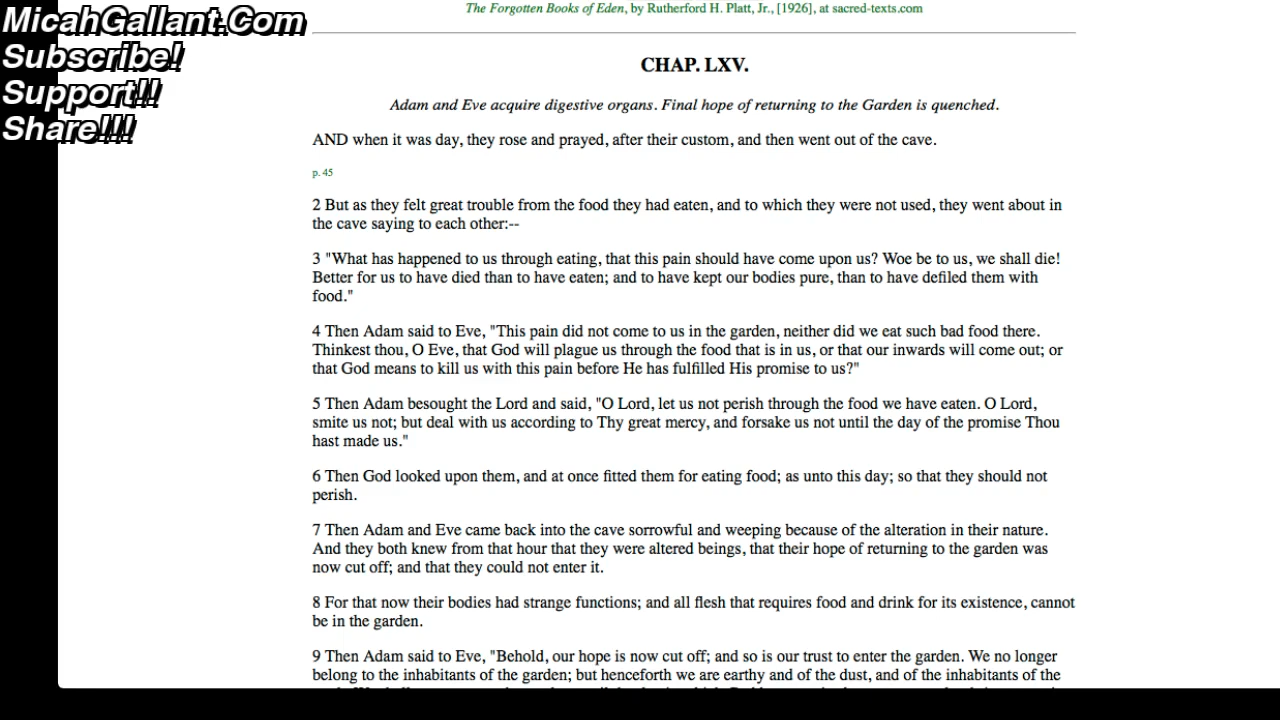 MicahGallant.Com
Subscribe!
Support!!
Share!!!
The Forgotten Books of Eden, by Rutherford H. Platt, Jr., [1926], at sacred-texts.com
CHAP. LXV.
Adam and Eve acquire digestive organs. Final hope of returning to the Garden is quenched.
AND when it was day, they rose and prayed, after their custom, and then went out of the cave.
p. 45
2 But as they felt great trouble from the food they had eaten, and to which they were not used, they went about in
the cave saying to each other:--
3 "What has happened to us through eating, that this pain should have come upon us? Woe be to us, we shall die!
Better for us to have died than to have eaten; and to have kept our bodies pure, than to have defiled them with
food."
4 Then Adam said to Eve, "This pain did not come to us in the garden, neither did we eat such bad food there.
Thinkest thou, O Eve, that God will plague us through the food that is in us, or that our inwards will come out; or
that God means to kill us with this pain before He has fulfilled His promise to us?"
5 Then Adam besought the Lord and said, "O Lord, let us not perish through the food we have eaten. O Lord,
smite us not; but deal with us according to Thy great mercy, and forsake us not until the day of the promise Thou
hast made us."
6 Then God looked upon them, and at once fitted them for eating food; as unto this day; so that they should not
perish.
7 Then Adam and Eve came back into the cave sorrowful and weeping because of the alteration in their nature.
And they both knew from that hour that they were altered beings, that their hope of returning to the garden was
now cut off; and that they could not enter it.
8 For that now their bodies had strange functions; and all flesh that requires food and drink for its existence, cannot
be in the garden.
9 Then Adam said to Eve, "Behold, our hope is now cut off; and so is our trust to enter the garden. We no longer
belong to the inhabitants of the garden; but henceforth we are earthy and of the dust, and of the inhabitants of the